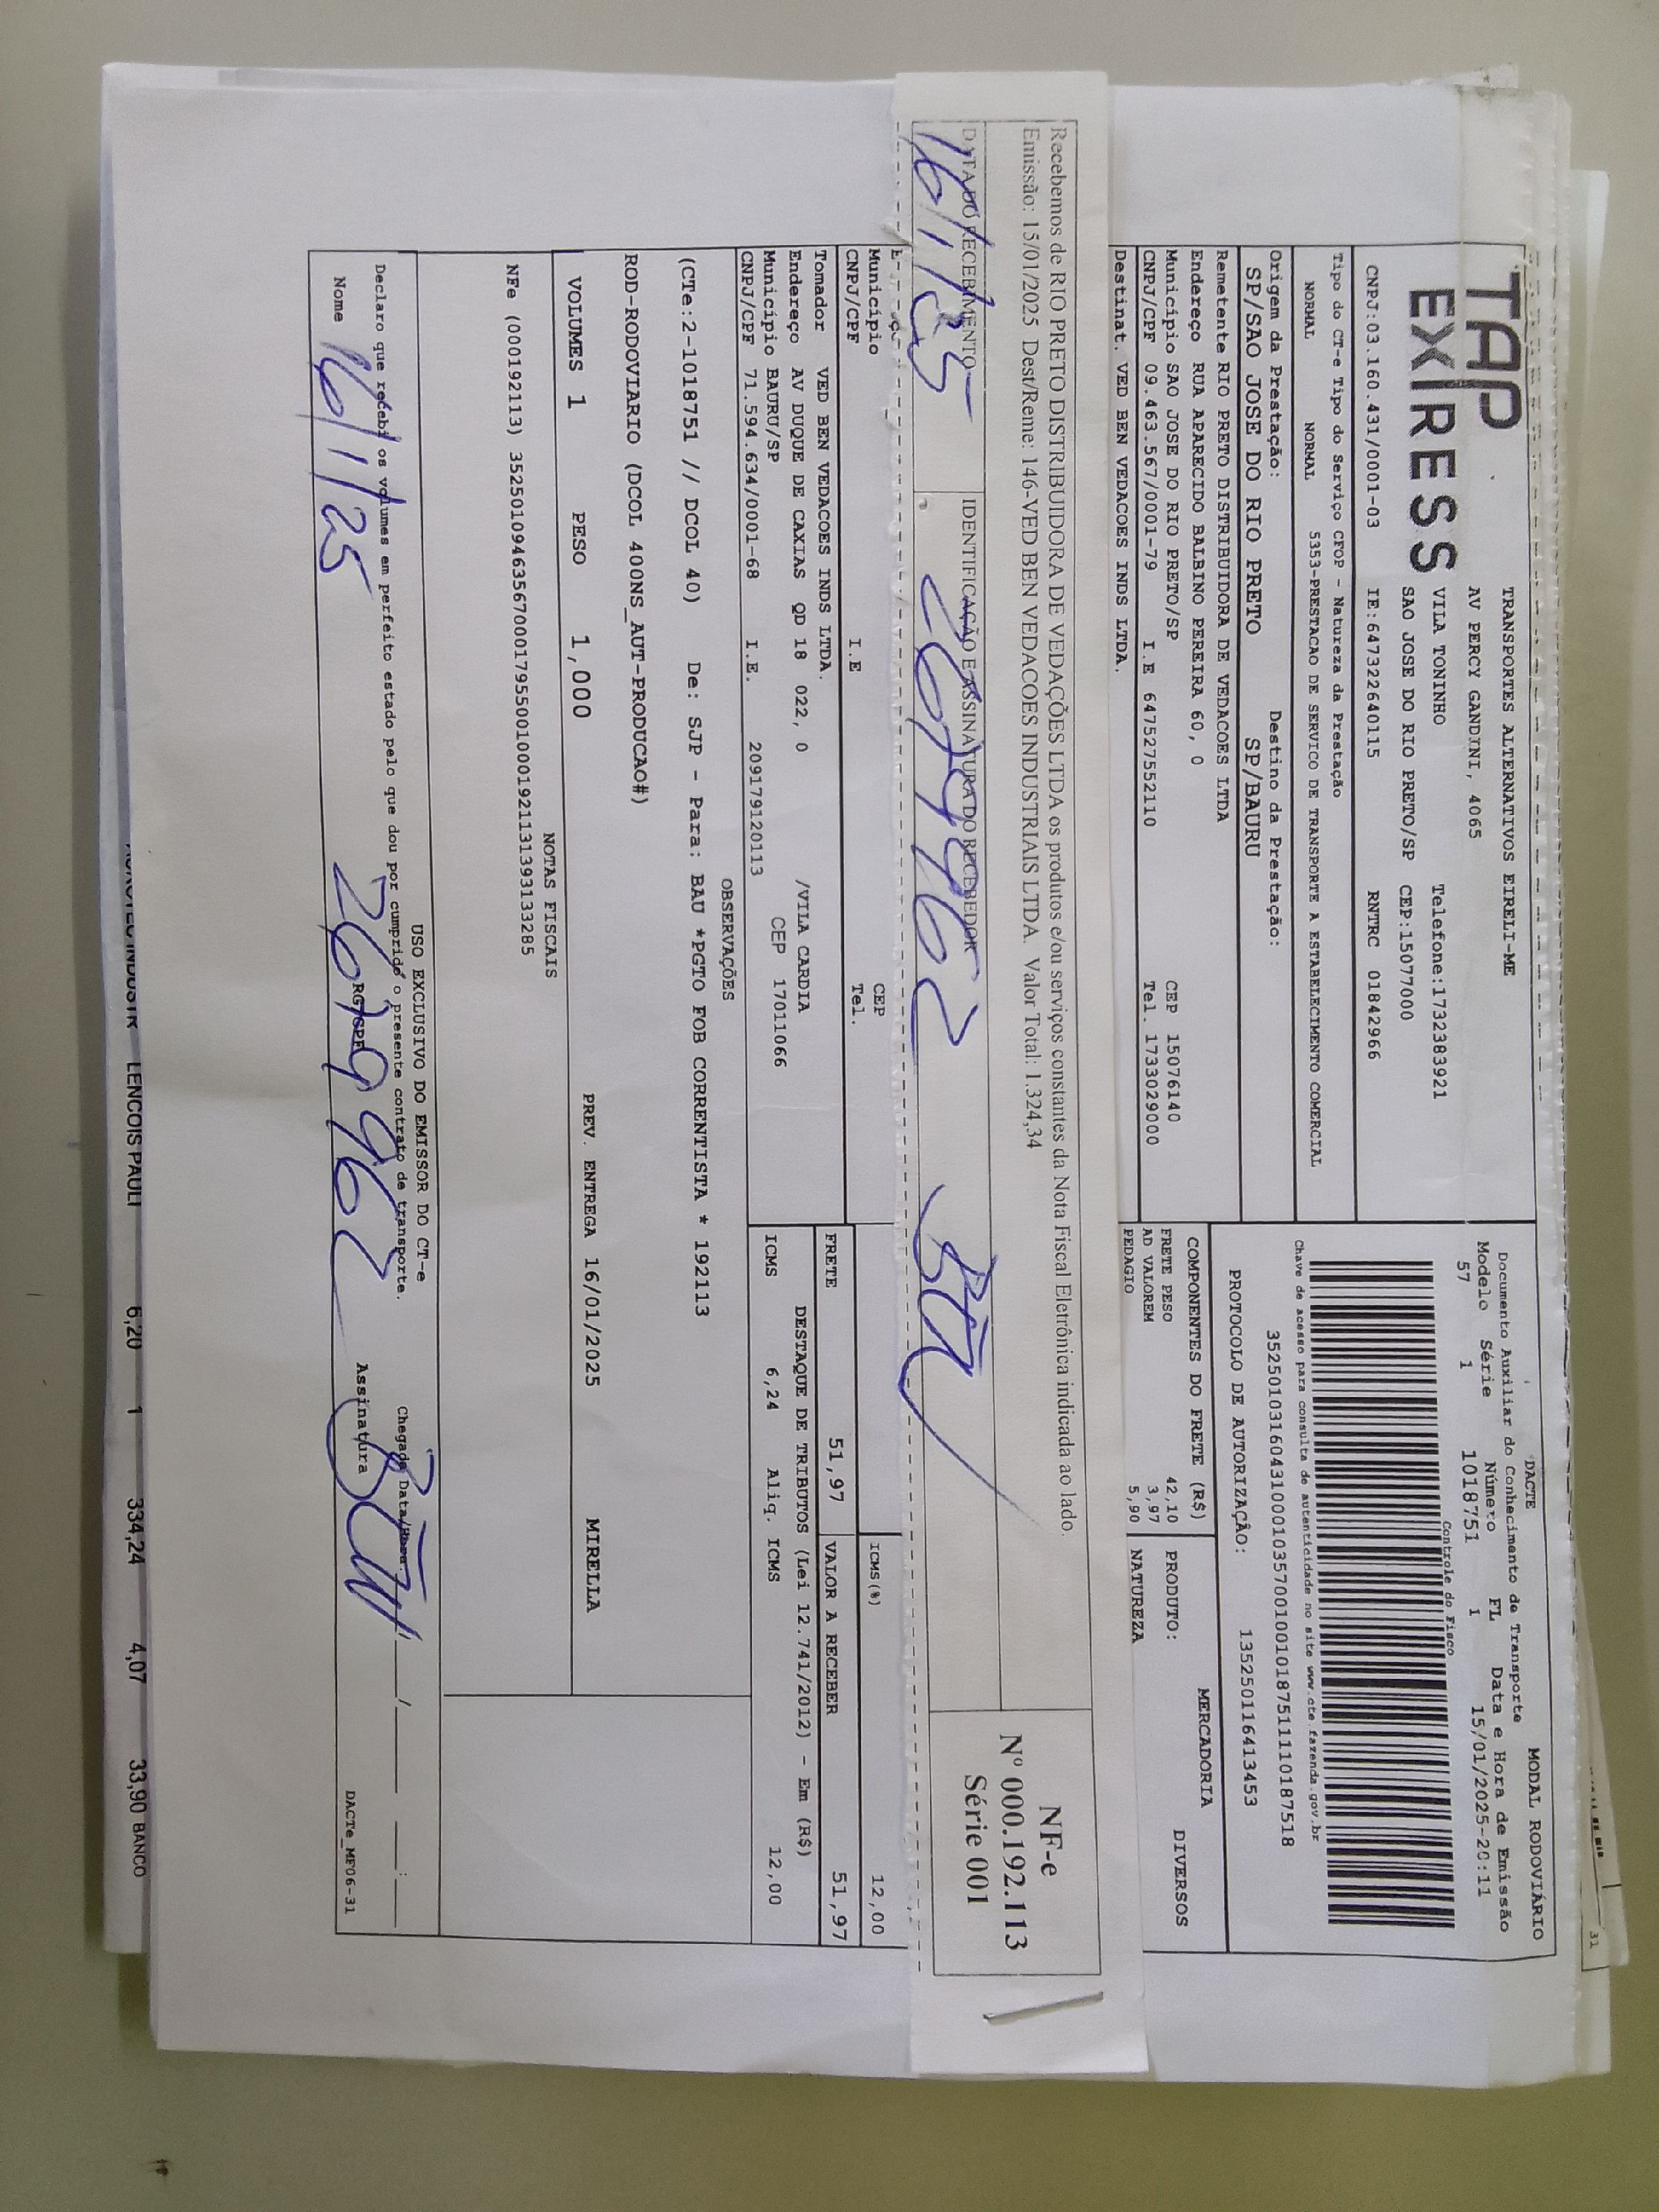 TAP
EXPRESS
TRANSPORTES ALTERNATIVOS EIRELI-ME
AV PERCY GANDINI, 4065
VILA TONINHO Telefone:1732383921
SAO JOSE DO RIO PRETO/SP CEP:15077000
CNPJ:03.160.431/0001-03 IE:647322640115 RNTRC 01842966
DACTE MODAL RODOVIÁRIO
Documento Auxiliar do Conhecimento de Transporte
Modelo Série Número FL Data e Hora de Emissão
57 1 1018751 1 15/01/2025-20:11
Controle do Fisco
Chave de acesso para consulta de autenticidade no site www.cte.fazenda.gov.br
35250103160431000103570010010187511110187518
PROTOCOLO DE AUTORIZAÇÃO: 135250116413453
Tipo do CT-e Tipo do Serviço CFOP - Natureza da Prestação
NORMAL NORMAL 5353-PRESTACAO DE SERVICO DE TRANSPORTE A ESTABELECIMENTO COMERCIAL
Origem da Prestação: Destino da Prestação:
SP/SAO JOSE DO RIO PRETO SP/BAURU
Remetente RIO PRETO DISTRIBUIDORA DE VEDACOES LTDA
Endereço RUA APARECIDO BALBINO PEREIRA 60, 0
Município SAO JOSE DO RIO PRETO/SP CEP 15076140
CNPJ/CPF 09.463.567/0001-79 I.E 647527552110 Tel. 1733029000
Destinat. VED BEN VEDACOES INDS LTDA.
COMPONENTES DO FRETE (R$)
FRETE PESO 42,10
AD VALOREM 3,97
PEDAGIO 5,90
MERCADORIA
PRODUTO: DIVERSOS
NATUREZA
Recebemos de RIO PRETO DISTRIBUIDORA DE VEDAÇÕES LTDA os produtos e/ou serviços constantes da Nota Fiscal Eletrônica indicada ao lado.
Emissão: 15/01/2025 Dest/Reme: 146-VED BEN VEDACOES INDUSTRIAIS LTDA. Valor Total: 1.324,34
DATA DO RECEBIMENTO IDENTIFICAÇÃO E ASSINATURA DO RECEBEDOR
16/1/25
NF-e
Nº 000.192.113
Série 001
Município CEP
CNPJ/CPF I.E Tel.
ICMS(%) 12,00
Tomador VED BEN VEDACOES INDS LTDA.
Endereço AV DUQUE DE CAXIAS QD 18 022, 0 /VILA CARDIA
Município BAURU/SP CEP 17011066
CNPJ/CPF 71.594.634/0001-68 I.E. 209179120113
FRETE 51,97 VALOR A RECEBER 51,97
DESTAQUE DE TRIBUTOS (Lei 12.741/2012) - Em (R$)
ICMS 6,24 Aliq. ICMS 12,00
OBSERVAÇÕES
(CTe:2-1018751 // DCOL 40) De: SJP - Para: BAU *PGTO FOB CORRENTISTA * 192113
ROD-RODOVIARIO (DCOL 400NS_AUT-PRODUCAO#)
VOLUMES 1 PESO 1,000 PREV. ENTREGA 16/01/2025 MIRELLA
NOTAS FISCAIS
NFe (000192113) 35250109463567000179550010001921131393133285
USO EXCLUSIVO DO EMISSOR DO CT-e
Declaro que recebi os volumes em perfeito estado pelo que dou por cumprido o presente contrato de transporte.
Chegada Data/Hora: / :
Nome 16/1/25 RG/CPF Assinatura
DACTe_MF06-31
LENCOIS PAULI 6,20 1 334,24 4,07 33,90 BANCO
31